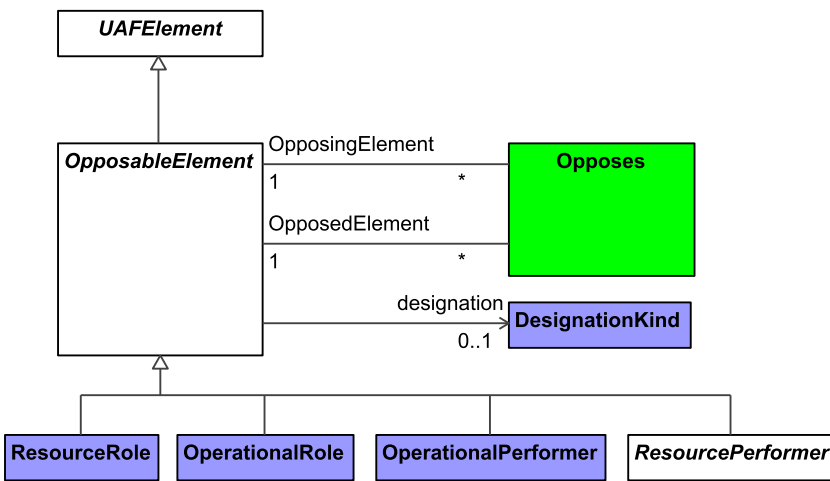 UAFElement
OpposableElement
OpposingElement
1
*
Opposes
OpposedElement
1
*
designation
0..1
DesignationKind
ResourceRole
OperationalRole
OperationalPerformer
ResourcePerformer